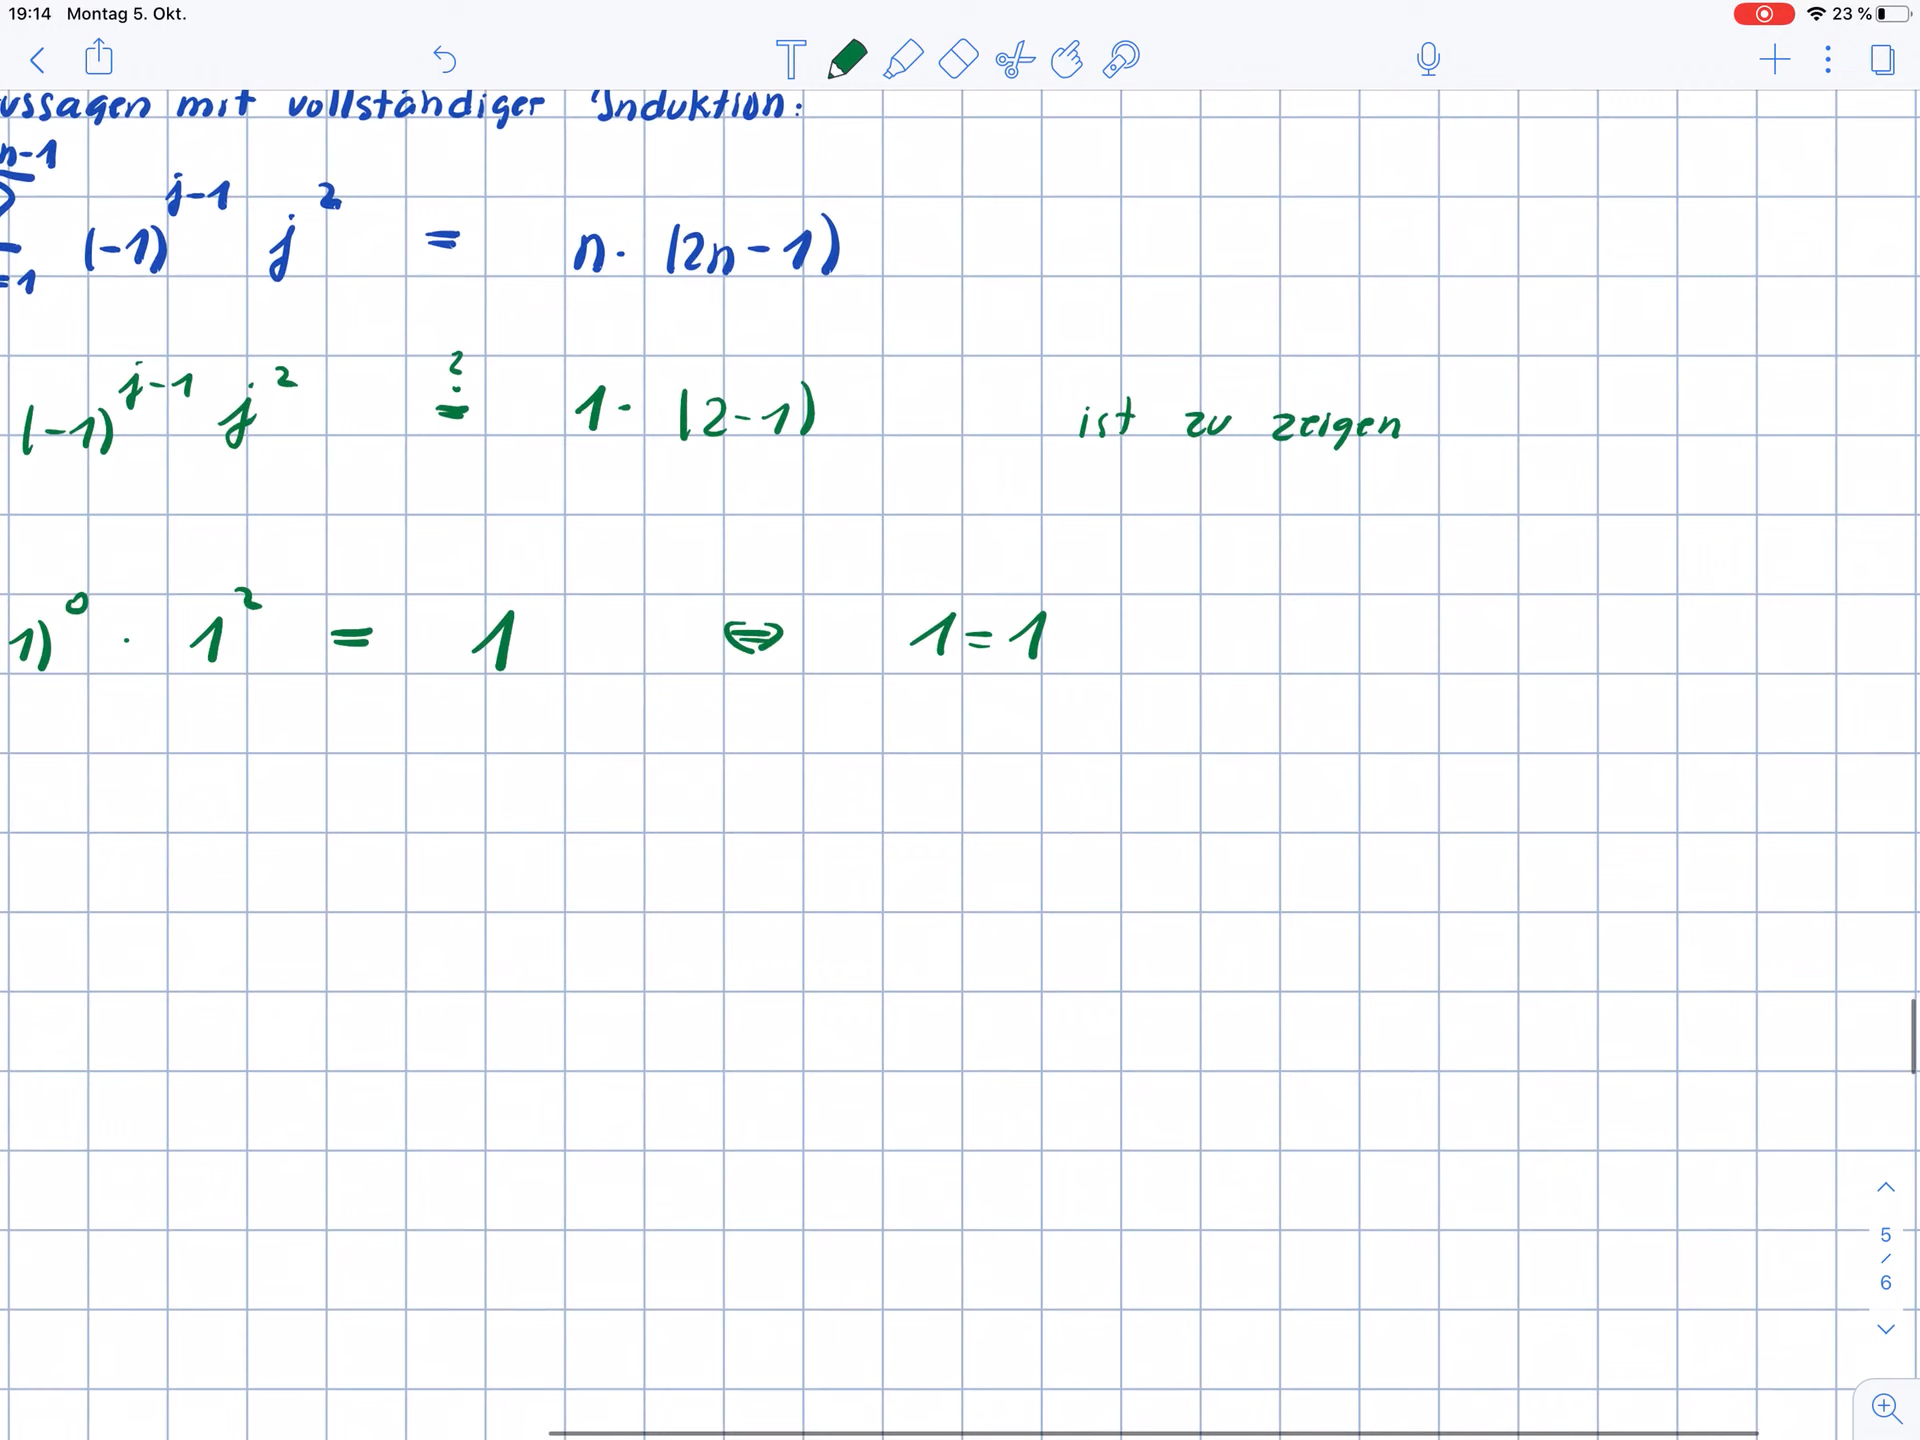 19:14 Montag 5. Okt. 23 %
ussagen mit vollständiger Induktion:
n-1
=1 (-1)^{j-1} j^2 = n · (2n-1)
(-1)^{j-1} j^2 ≟ 1 · (2-1) ist zu zeigen
1)^0 · 1^2 = 1 ⇔ 1=1
5
/
6